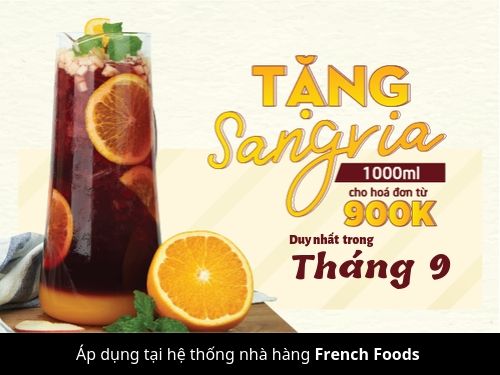 TẶNG
Sangria
1000ml
cho hoá đơn từ
900K
Duy nhất trong
Tháng 9
Áp dụng tại hệ thống nhà hàng French Foods